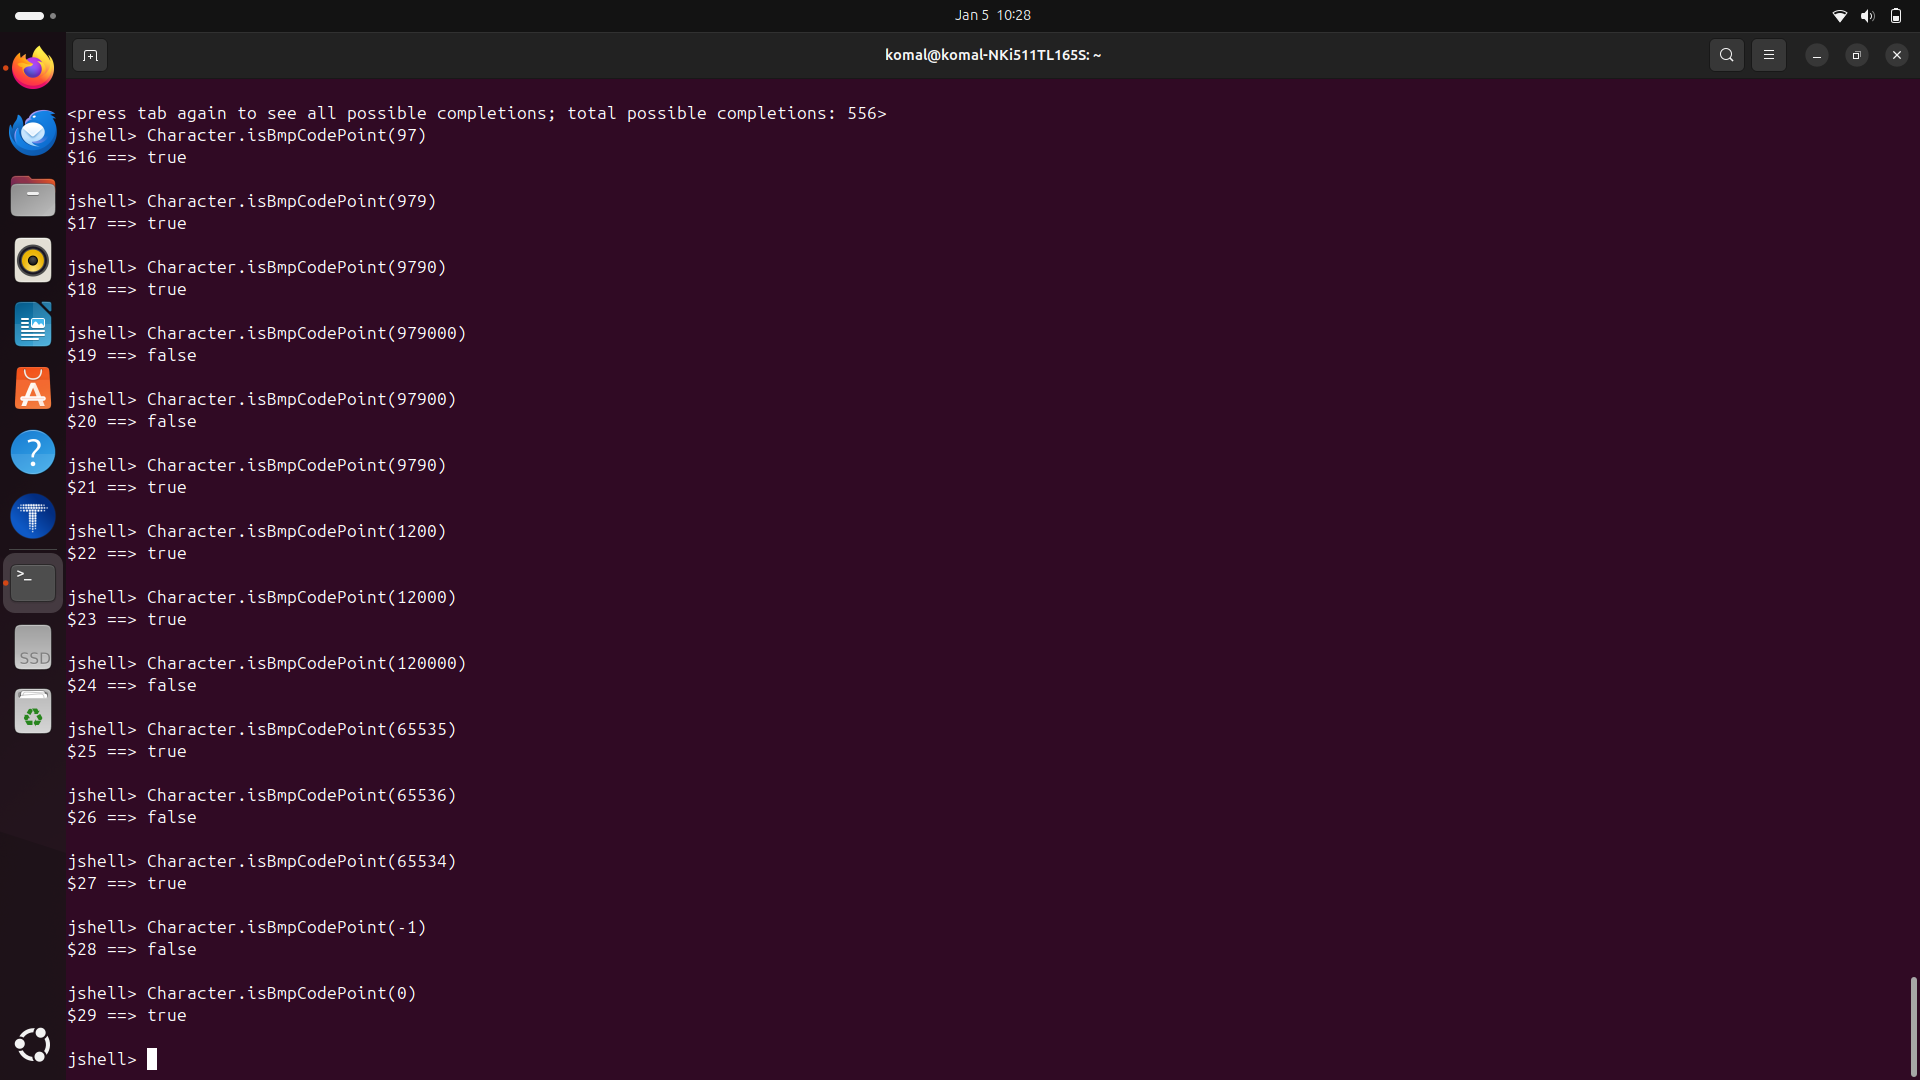 Jan 5 10:28
komal@komal-NKi511TL165S: ~
<press tab again to see all possible completions; total possible completions: 556>
jshell> Character.isBmpCodePoint(97)
$16 ==> true
jshell> Character.isBmpCodePoint(979)
$17 ==> true
jshell> Character.isBmpCodePoint(9790)
$18 ==> true
jshell> Character.isBmpCodePoint(979000)
$19 ==> false
jshell> Character.isBmpCodePoint(97900)
$20 ==> false
jshell> Character.isBmpCodePoint(9790)
$21 ==> true
jshell> Character.isBmpCodePoint(1200)
$22 ==> true
jshell> Character.isBmpCodePoint(12000)
$23 ==> true
jshell> Character.isBmpCodePoint(120000)
$24 ==> false
jshell> Character.isBmpCodePoint(65535)
$25 ==> true
jshell> Character.isBmpCodePoint(65536)
$26 ==> false
jshell> Character.isBmpCodePoint(65534)
$27 ==> true
jshell> Character.isBmpCodePoint(-1)
$28 ==> false
jshell> Character.isBmpCodePoint(0)
$29 ==> true
jshell>
A
?
T
>_
SSD